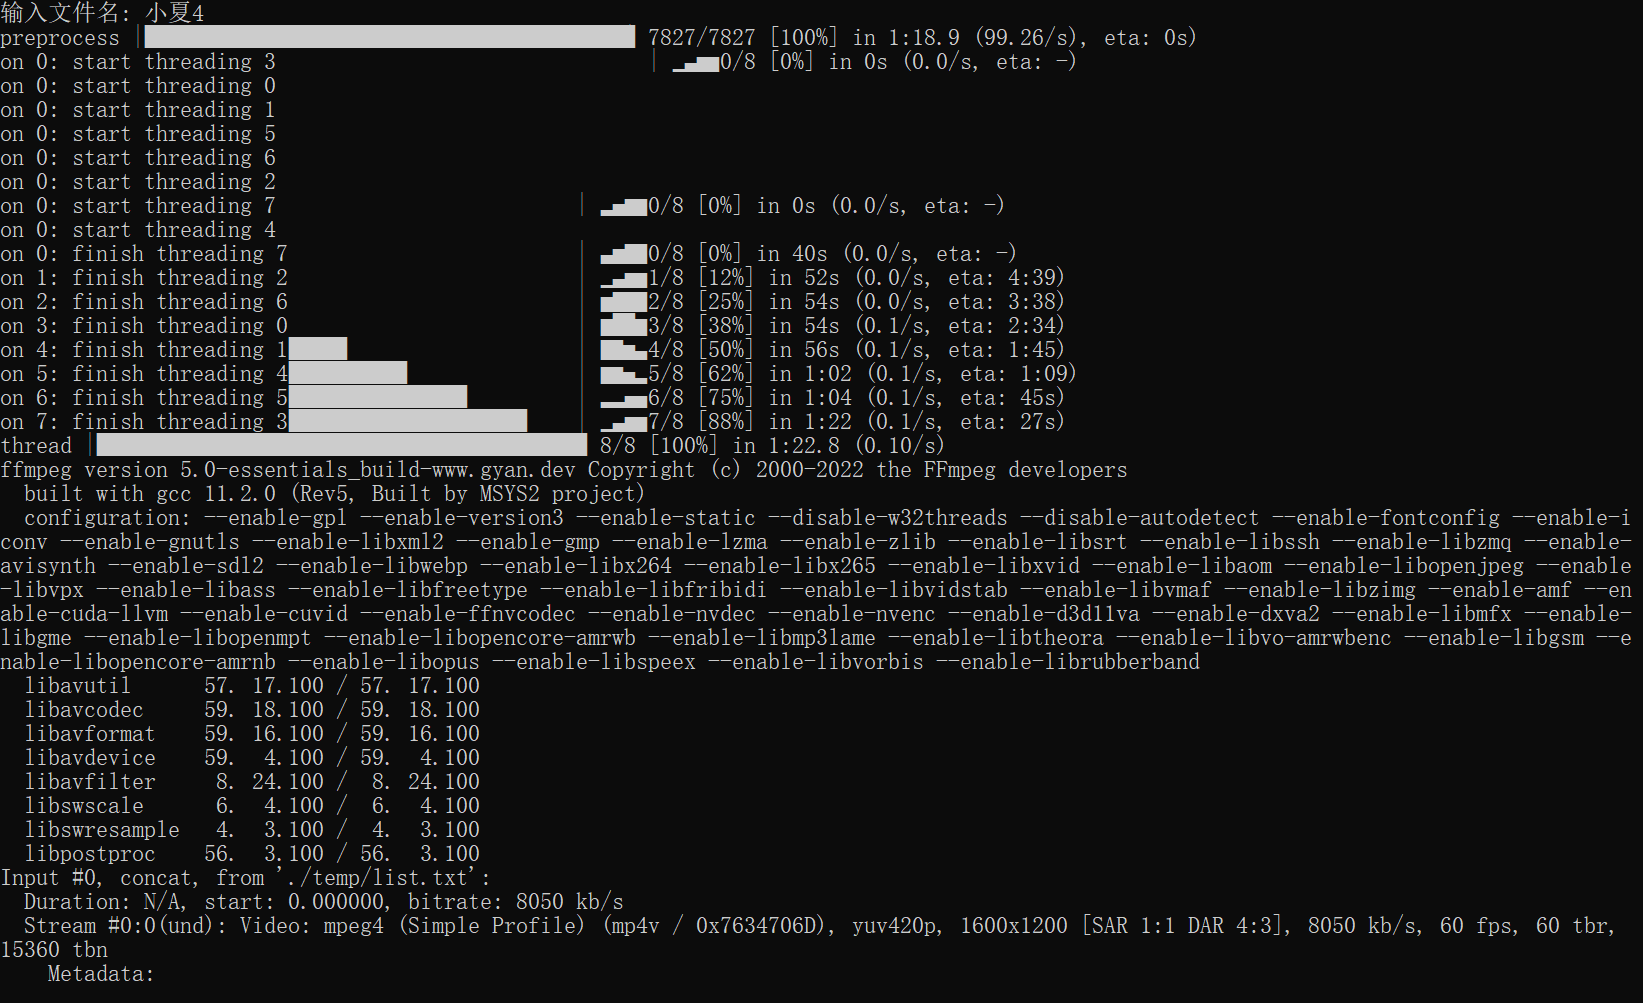 输入文件名: 小夏4
preprocess |████████████████████████████████████████| 7827/7827 [100%] in 1:18.9 (99.26/s), eta: 0s)
on 0: start threading 3 | ▁▃▅▅0/8 [0%] in 0s (0.0/s, eta: -)
on 0: start threading 0
on 0: start threading 1
on 0: start threading 5
on 0: start threading 6
on 0: start threading 2
on 0: start threading 7 | ▂▄▆▆0/8 [0%] in 0s (0.0/s, eta: -)
on 0: start threading 4
on 0: finish threading 7 | ▃▅▇▇0/8 [0%] in 40s (0.0/s, eta: -)
on 1: finish threading 2 | ▁▃▅▅1/8 [12%] in 52s (0.0/s, eta: 4:39)
on 2: finish threading 6 | ▅▇▇▇2/8 [25%] in 54s (0.0/s, eta: 3:38)
on 3: finish threading 0 | ▆██▆3/8 [38%] in 54s (0.1/s, eta: 2:34)
on 4: finish threading 1█████ | ▇▇▅▃4/8 [50%] in 56s (0.1/s, eta: 1:45)
on 5: finish threading 4██████████ | ▆▆▄▂5/8 [62%] in 1:02 (0.1/s, eta: 1:09)
on 6: finish threading 5███████████████ | ▂▂▄▄6/8 [75%] in 1:04 (0.1/s, eta: 45s)
on 7: finish threading 3████████████████████ | ▁▃▅▅7/8 [88%] in 1:22 (0.1/s, eta: 27s)
thread |████████████████████████████████████████| 8/8 [100%] in 1:22.8 (0.10/s)
ffmpeg version 5.0-essentials_build-www.gyan.dev Copyright (c) 2000-2022 the FFmpeg developers
  built with gcc 11.2.0 (Rev5, Built by MSYS2 project)
  configuration: --enable-gpl --enable-version3 --enable-static --disable-w32threads --disable-autodetect --enable-fontconfig --enable-i
conv --enable-gnutls --enable-libxml2 --enable-gmp --enable-lzma --enable-zlib --enable-libsrt --enable-libssh --enable-libzmq --enable-
avisynth --enable-sdl2 --enable-libwebp --enable-libx264 --enable-libx265 --enable-libxvid --enable-libaom --enable-libopenjpeg --enable
-libvpx --enable-libass --enable-libfreetype --enable-libfribidi --enable-libvidstab --enable-libvmaf --enable-libzimg --enable-amf --en
able-cuda-llvm --enable-cuvid --enable-ffnvcodec --enable-nvdec --enable-nvenc --enable-d3d11va --enable-dxva2 --enable-libmfx --enable-
libgme --enable-libopenmpt --enable-libopencore-amrwb --enable-libmp3lame --enable-libtheora --enable-libvo-amrwbenc --enable-libgsm --e
nable-libopencore-amrnb --enable-libopus --enable-libspeex --enable-libvorbis --enable-librubberband
  libavutil      57. 17.100 / 57. 17.100
  libavcodec     59. 18.100 / 59. 18.100
  libavformat    59. 16.100 / 59. 16.100
  libavdevice    59.  4.100 / 59.  4.100
  libavfilter     8. 24.100 /  8. 24.100
  libswscale      6.  4.100 /  6.  4.100
  libswresample   4.  3.100 /  4.  3.100
  libpostproc    56.  3.100 / 56.  3.100
Input #0, concat, from './temp/list.txt':
  Duration: N/A, start: 0.000000, bitrate: 8050 kb/s
  Stream #0:0(und): Video: mpeg4 (Simple Profile) (mp4v / 0x7634706D), yuv420p, 1600x1200 [SAR 1:1 DAR 4:3], 8050 kb/s, 60 fps, 60 tbr,
15360 tbn
    Metadata: